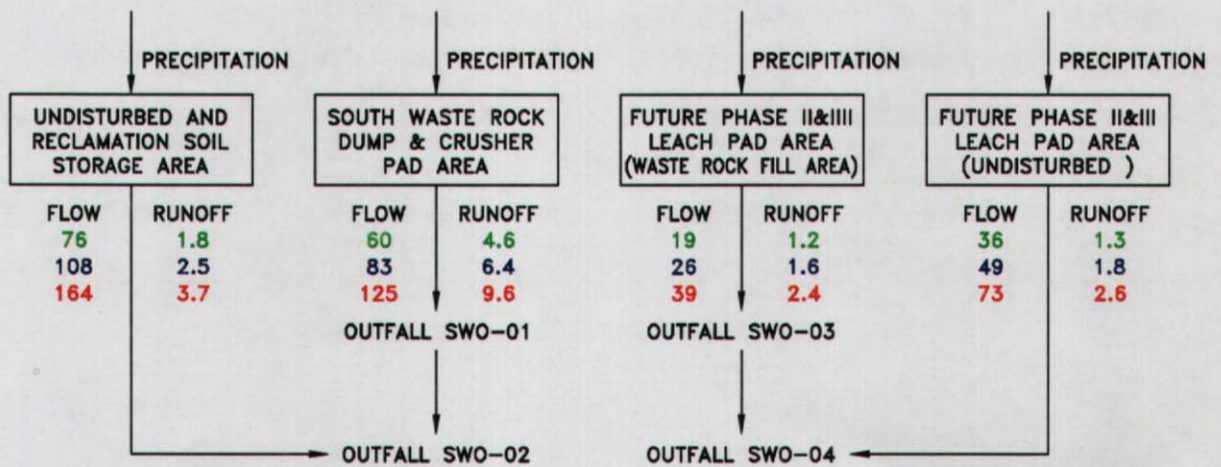 PRECIPITATION
PRECIPITATION
PRECIPITATION
PRECIPITATION
UNDISTURBED AND
RECLAMATION SOIL
STORAGE AREA
SOUTH WASTE ROCK
DUMP & CRUSHER
PAD AREA
FUTURE PHASE II&IIII
LEACH PAD AREA
(WASTE ROCK FILL AREA)
FUTURE PHASE II&III
LEACH PAD AREA
(UNDISTURBED )
FLOW RUNOFF
76 1.8
108 2.5
164 3.7
FLOW RUNOFF
60 4.6
83 6.4
125 9.6
FLOW RUNOFF
19 1.2
26 1.6
39 2.4
FLOW RUNOFF
36 1.3
49 1.8
73 2.6
OUTFALL SWO-01
OUTFALL SWO-03
OUTFALL SWO-02
OUTFALL SWO-04